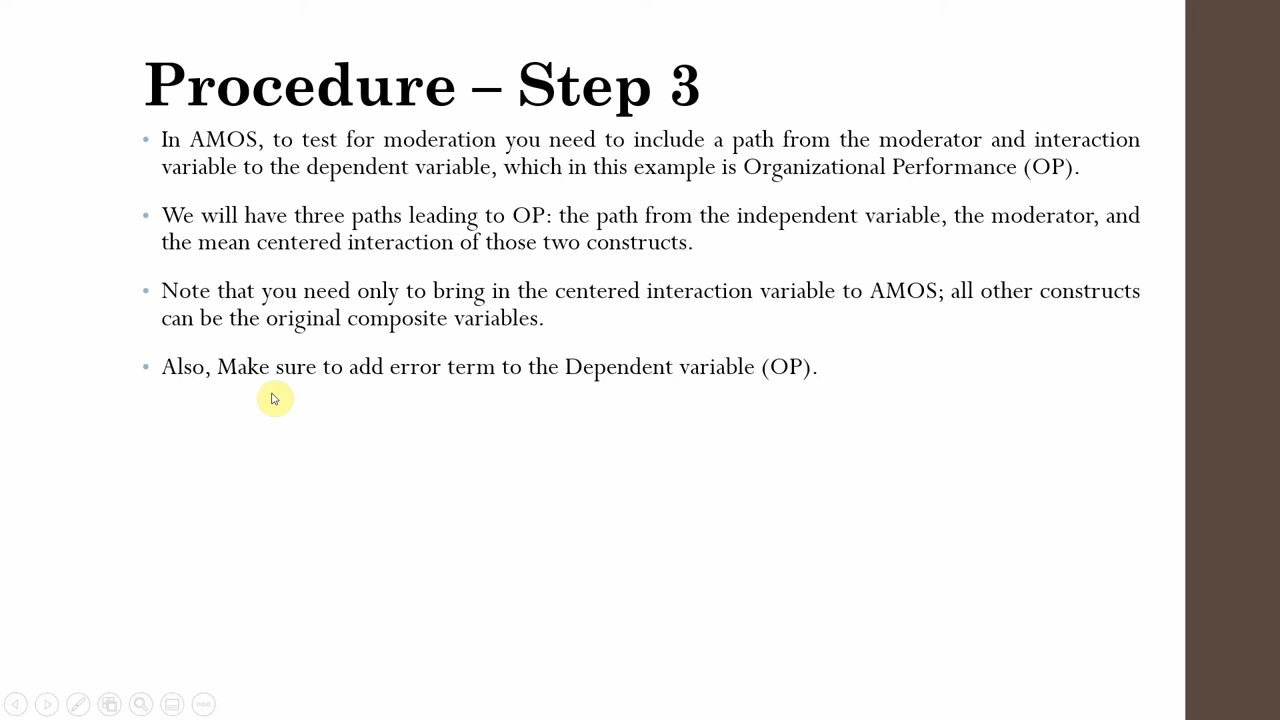 Procedure – Step 3
• In AMOS, to test for moderation you need to include a path from the moderator and interaction
variable to the dependent variable, which in this example is Organizational Performance (OP).
• We will have three paths leading to OP: the path from the independent variable, the moderator, and
the mean centered interaction of those two constructs.
• Note that you need only to bring in the centered interaction variable to AMOS; all other constructs
can be the original composite variables.
• Also, Make sure to add error term to the Dependent variable (OP).